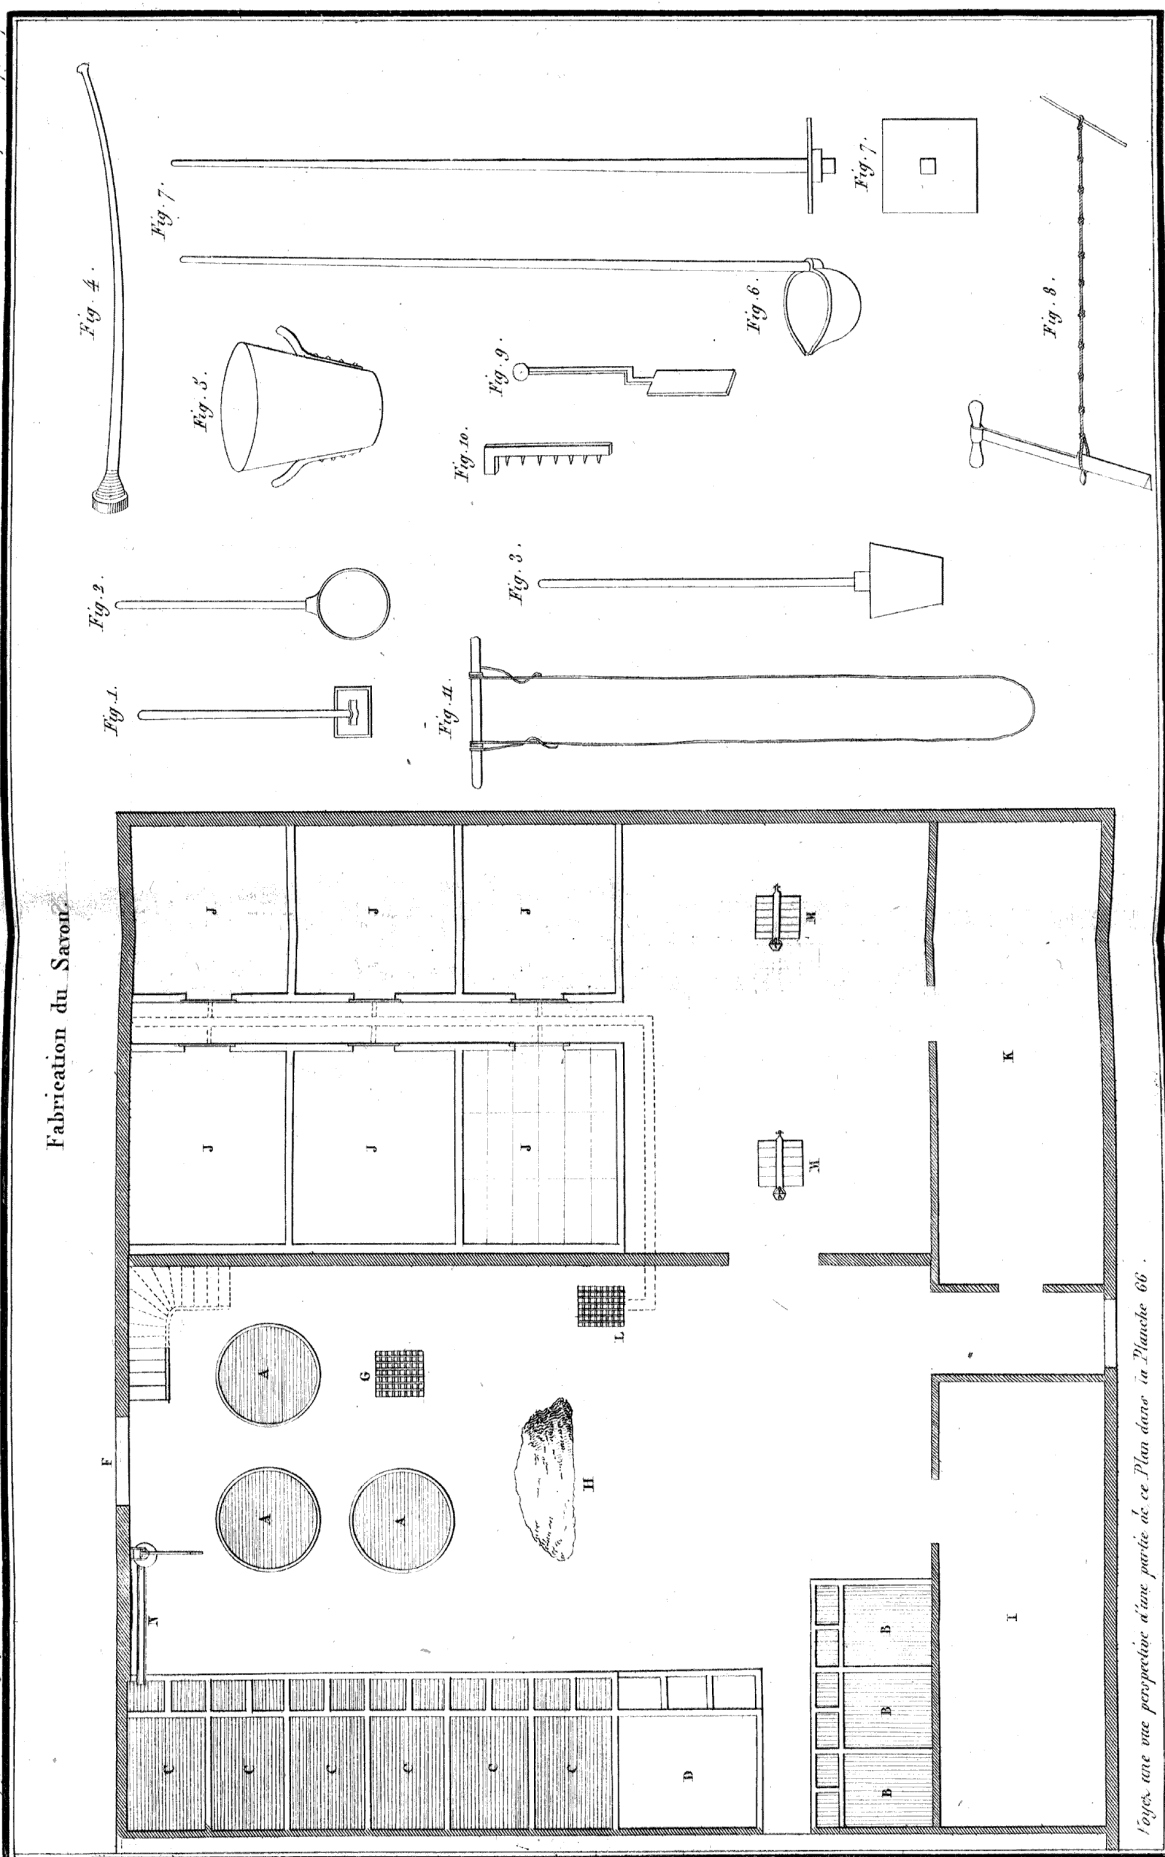 Fabrication du Savon.
Fig. 1.
Fig. 2.
Fig. 4.
Fig. 11.
Fig. 3.
Fig. 10.
Fig. 9.
Fig. 5.
Fig. 7.
Fig. 6.
Fig. 7.
Fig. 8.
F
N
C
C
C
C
C
C
D
A
A
A
G
H
L
B
B
B
I
J
J
J
J
J
J
M
M
K
Voyez une vue perspective d'une partie de ce Plan dans la Planche 66.